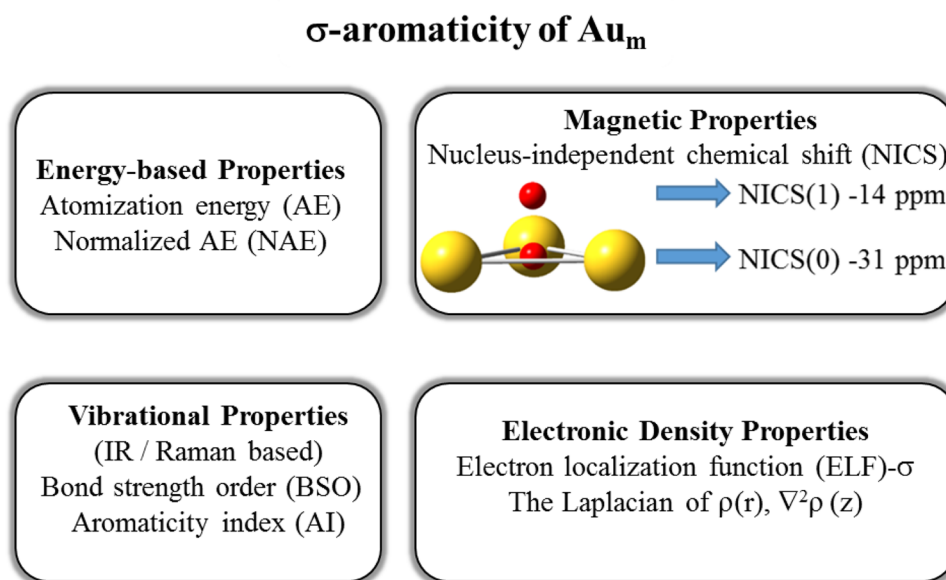 σ-aromaticity of Auₘ
Energy-based Properties
Atomization energy (AE)
Normalized AE (NAE)
Magnetic Properties
Nucleus-independent chemical shift (NICS)
NICS(1) -14 ppm
NICS(0) -31 ppm
Vibrational Properties
(IR / Raman based)
Bond strength order (BSO)
Aromaticity index (AI)
Electronic Density Properties
Electron localization function (ELF)-σ
The Laplacian of ρ(r), ∇²ρ (z)